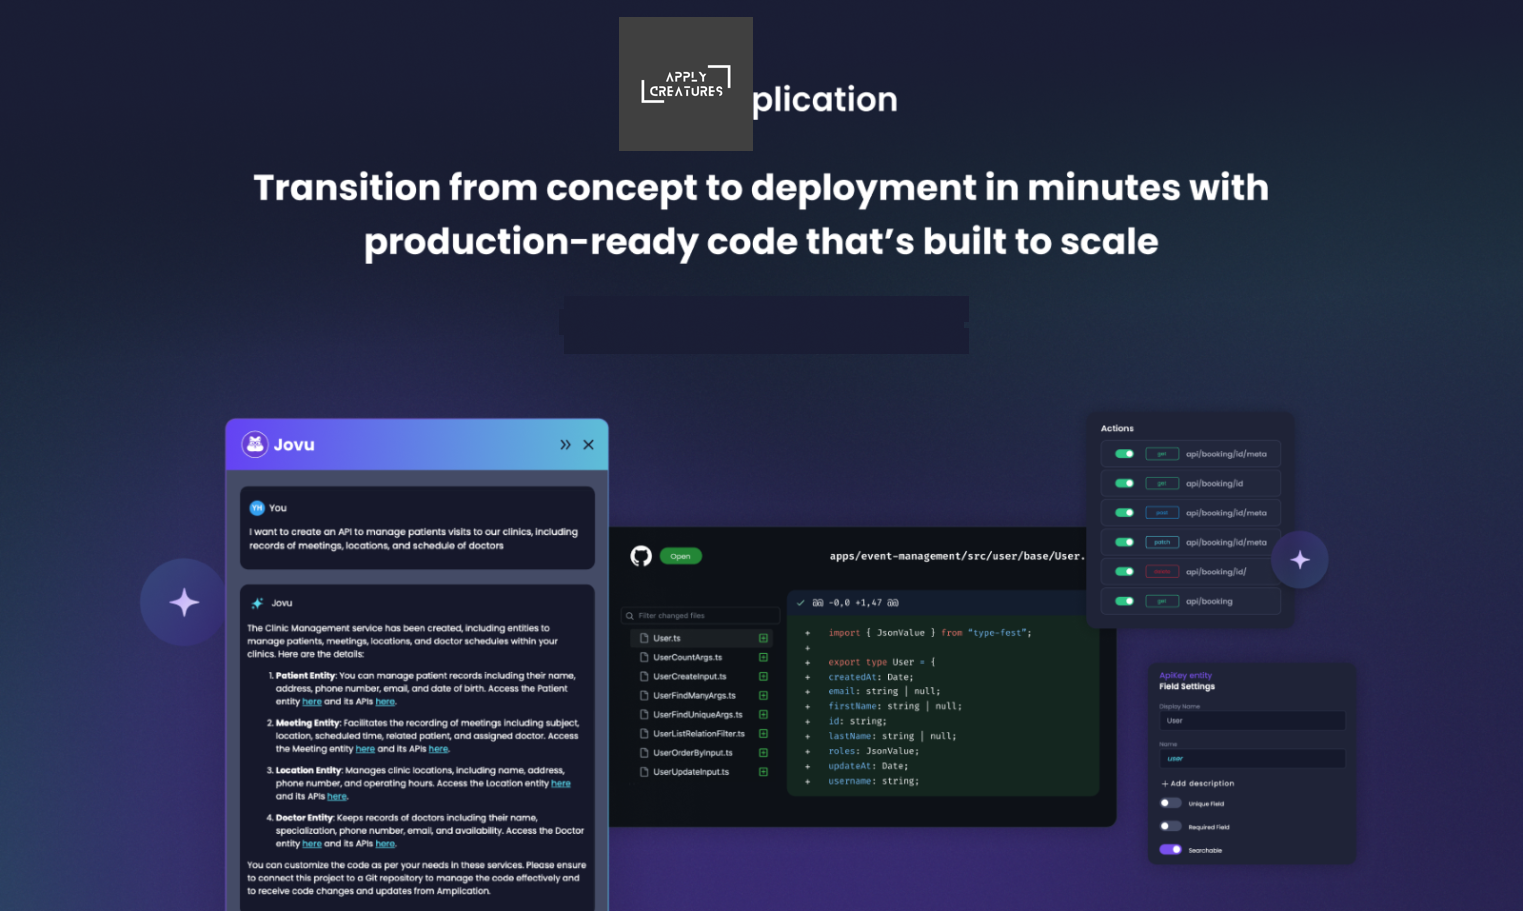 APPLY
CREATURES
plication
Transition from concept to deployment in minutes with
production-ready code that’s built to scale
Jovu
YH You
I want to create an API to manage patients visits to our clinics, including
records of meetings, locations, and schedule of doctors
Jovu
The Clinic Management service has been created, including entities to
manage patients, meetings, locations, and doctor schedules within your
clinics. Here are the details:
1. Patient Entity: You can manage patient records including their name,
address, phone number, email, and date of birth. Access the Patient
entity here and its APIs here.
2. Meeting Entity: Facilitates the recording of meetings including subject,
location, scheduled time, related patient, and assigned doctor. Access
the Meeting entity here and its APIs here.
3. Location Entity: Manages clinic locations, including name, address,
phone number, and operating hours. Access the Location entity here
and its APIs here.
4. Doctor Entity: Keeps records of doctors including their name,
specialization, phone number, email, and availability. Access the Doctor
entity here and its APIs here.
You can customize the code as per your needs in these services. Please ensure
to connect this project to a Git repository to manage the code effectively and
to receive code changes and updates from Amplication.
Open
apps/event-management/src/user/base/User.
Filter changed files
User.ts
UserCountArgs.ts
UserCreateInput.ts
UserFindManyArgs.ts
UserFindUniqueArgs.ts
UserListRelationFilter.ts
UserOrderByInput.ts
UserUpdateInput.ts
@@ -0,0 +1,47 @@
+ import { JsonValue } from “type-fest”;
+
+ export type User = {
+ createdAt: Date;
+ email: string | null;
+ firstName: string | null;
+ id: string;
+ lastName: string | null;
+ roles: JsonValue;
+ updateAt: Date;
+ username: string;
Actions
get api/booking/id/meta
get api/booking/id
post api/booking/id/meta
patch api/booking/id/meta
api/booking/id/
get api/booking
ApiKey entity
Field Settings
Display Name
User
Name
user
+ Add description
Unique Field
Required Field
Searchable